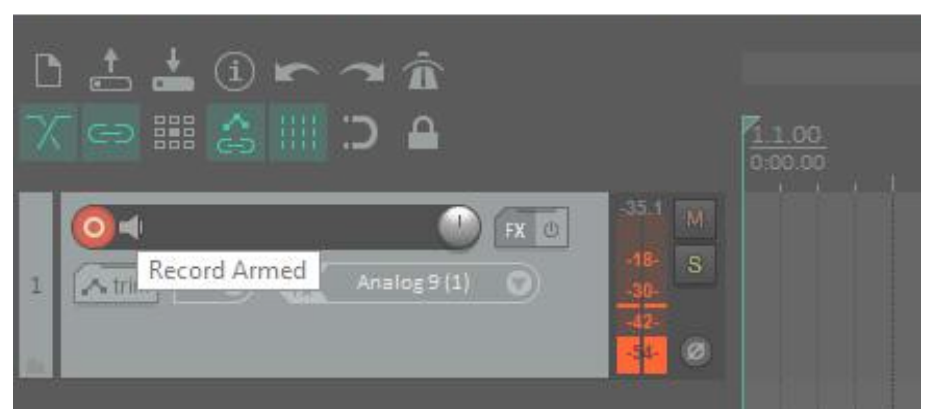 1.1.00
0:00.00
-35.1
M
FX
-18-
S
Record Armed
1
Analog 9 (1)
-30-
-42-
-54-